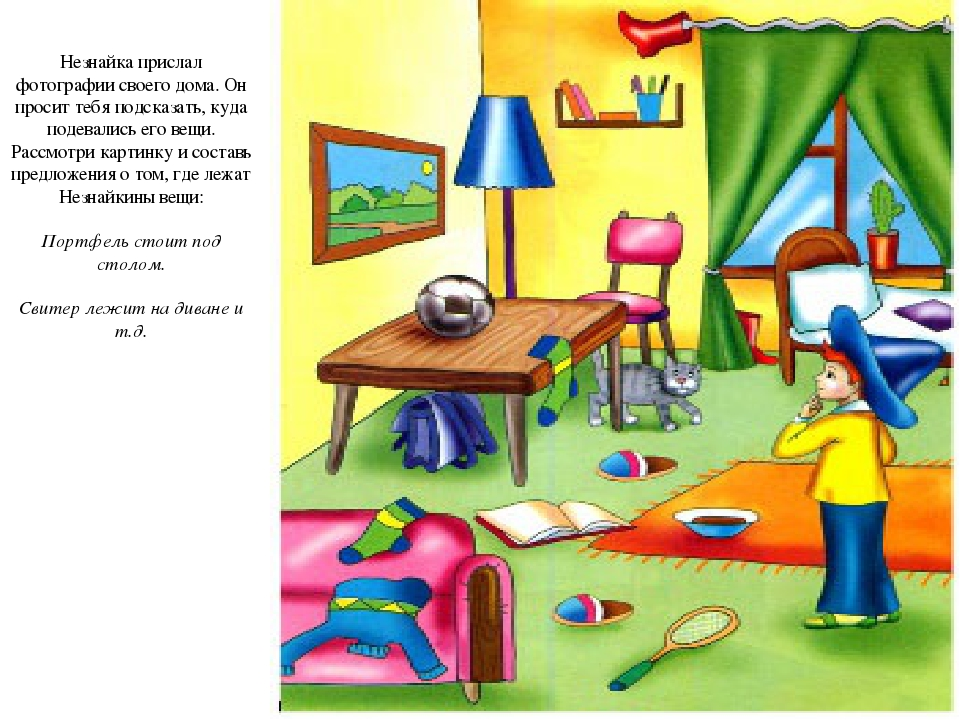 Незнайка прислал
фотографии своего дома. Он
просит тебя подсказать, куда
подевались его вещи.
Рассмотри картинку и составь
предложения о том, где лежат
Незнайкины вещи:
Портфель стоит под
столом.
Свитер лежит на диване и
т.д.